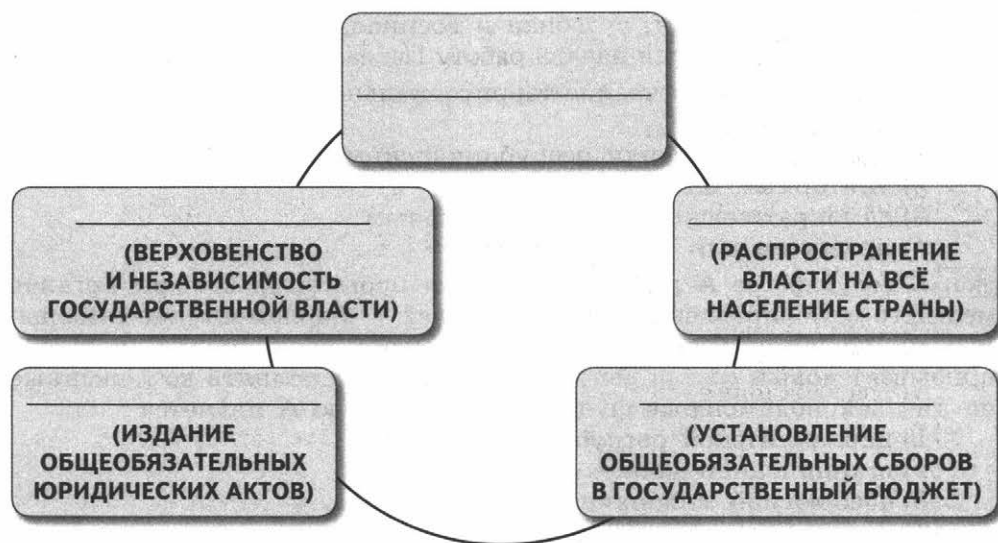 (ВЕРХОВЕНСТВО
И НЕЗАВИСИМОСТЬ
ГОСУДАРСТВЕННОЙ ВЛАСТИ)
(РАСПРОСТРАНЕНИЕ
ВЛАСТИ НА ВСЁ
НАСЕЛЕНИЕ СТРАНЫ)
(ИЗДАНИЕ
ОБЩЕОБЯЗАТЕЛЬНЫХ
ЮРИДИЧЕСКИХ АКТОВ)
(УСТАНОВЛЕНИЕ
ОБЩЕОБЯЗАТЕЛЬНЫХ СБОРОВ
В ГОСУДАРСТВЕННЫЙ БЮДЖЕТ)